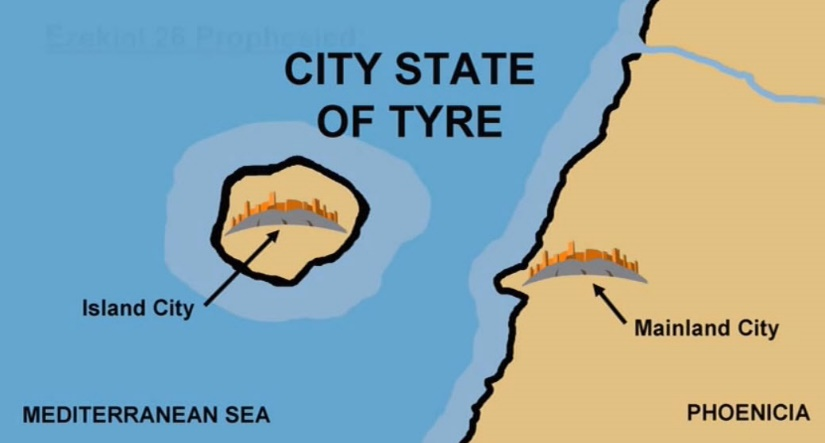 Ezekiel 26 Prophesied:
CITY STATE
OF TYRE
Island City
Mainland City
MEDITERRANEAN SEA
PHOENICIA